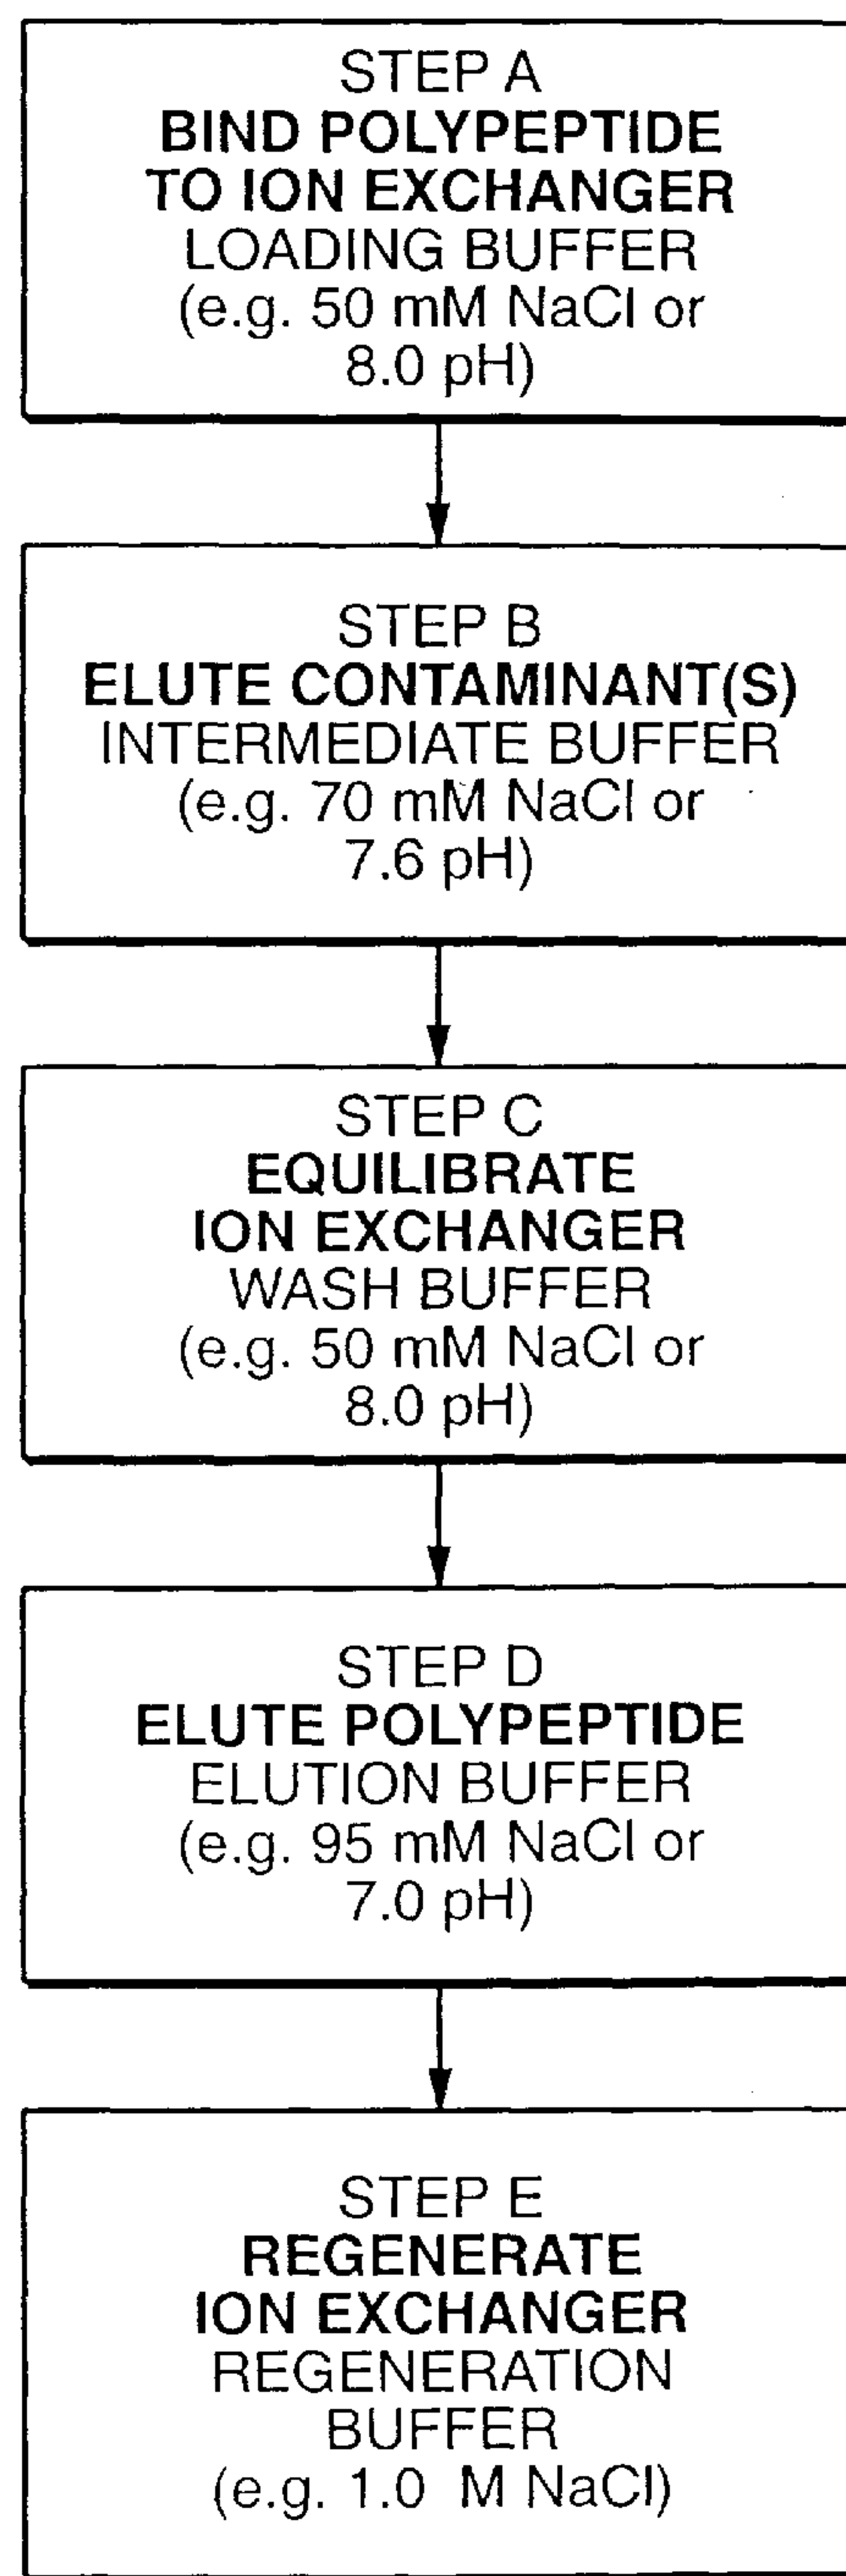 STEP A
BIND POLYPEPTIDE
TO ION EXCHANGER
LOADING BUFFER
(e.g. 50 mM NaCl or
8.0 pH)
STEP B
ELUTE CONTAMINANT(S)
INTERMEDIATE BUFFER
(e.g. 70 mM NaCl or
7.6 pH)
STEP C
EQUILIBRATE
ION EXCHANGER
WASH BUFFER
(e.g. 50 mM NaCl or
8.0 pH)
STEP D
ELUTE POLYPEPTIDE
ELUTION BUFFER
(e.g. 95 mM NaCl or
7.0 pH)
STEP E
REGENERATE
ION EXCHANGER
REGENERATION
BUFFER
(e.g. 1.0 M NaCl)